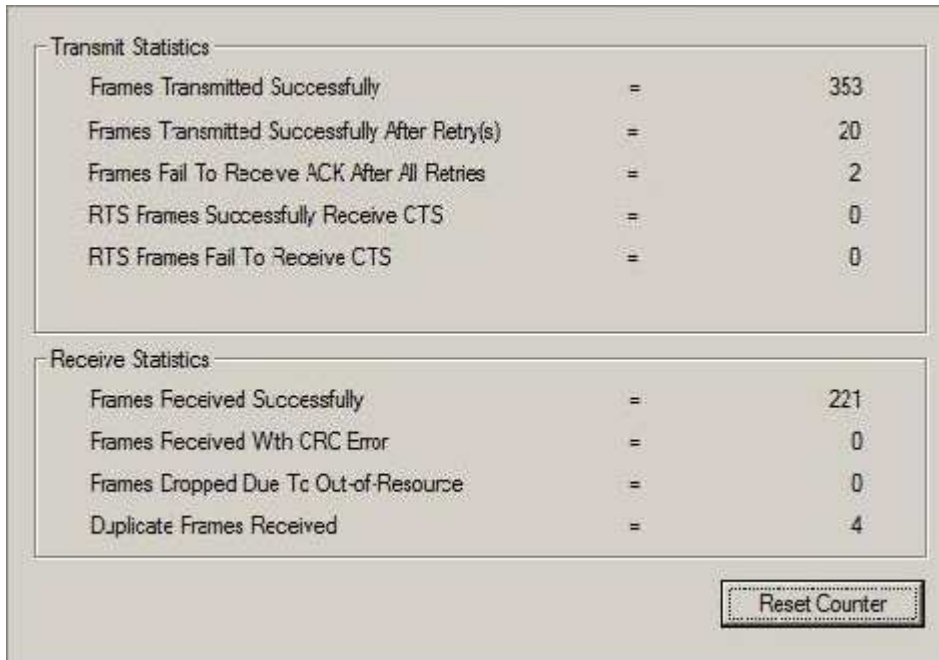 Transmit Statistics
Frames Transmitted Successfully = 353
Frames Transmitted Successfully After Retry(s) = 20
Frames Fail To Receive ACK After All Retries = 2
RTS Frames Successfully Receive CTS = 0
RTS Frames Fail To Receive CTS = 0
Receive Statistics
Frames Received Successfully = 221
Frames Received With CRC Error = 0
Frames Dropped Due To Out-of-Resource = 0
Duplicate Frames Received = 4
Reset Counter